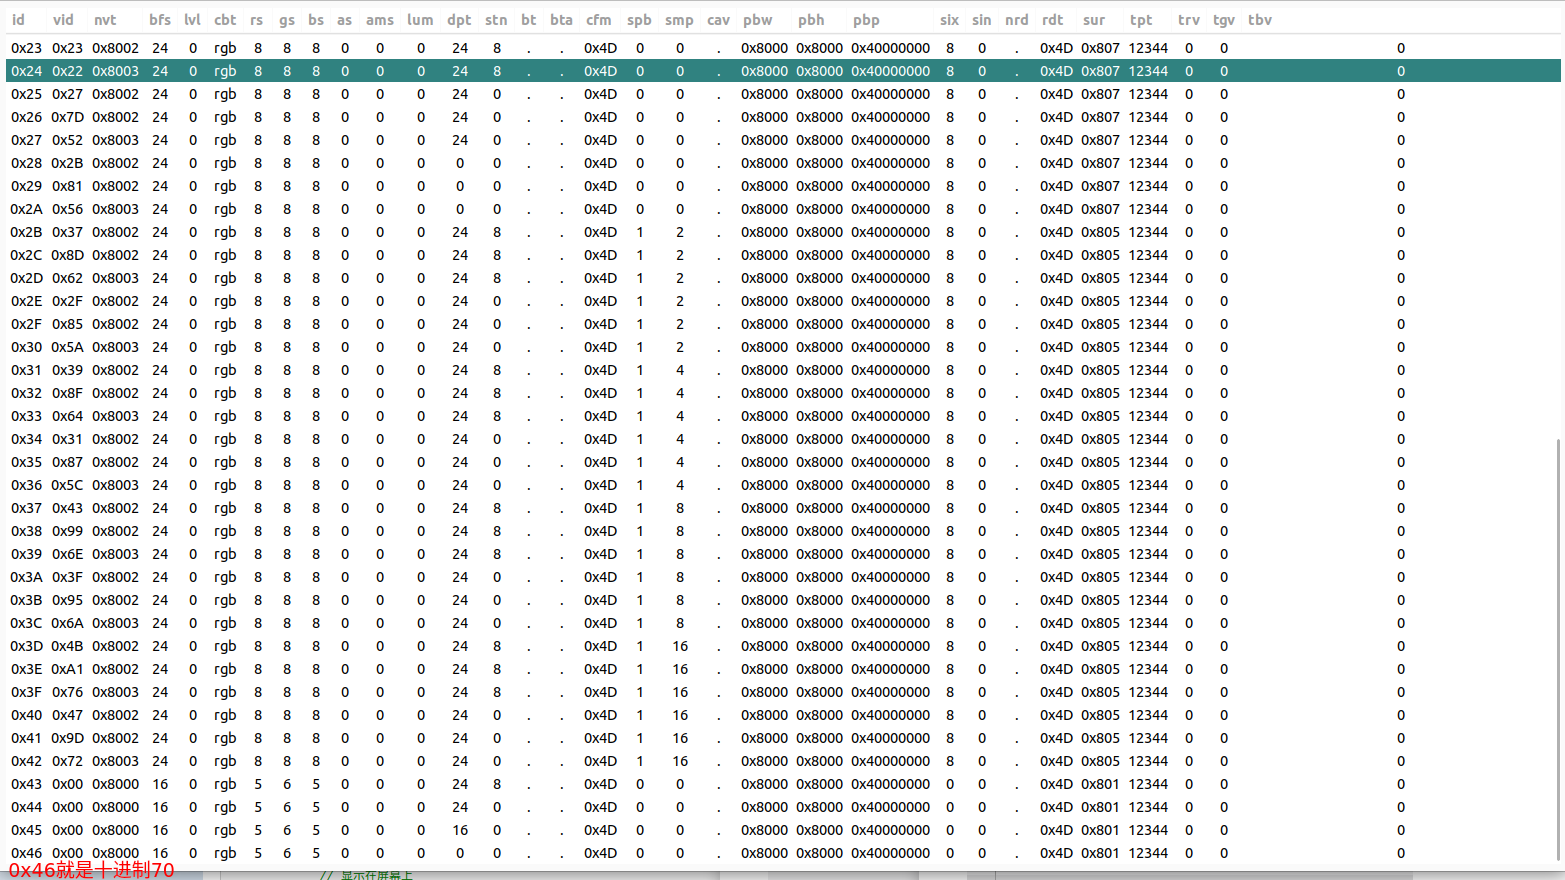 id vid nvt bfs lvl cbt rs gs bs as ams lum dpt stn bt bta cfm spb smp cav pbw pbh pbp six sin nrd rdt sur tpt trv tgv tbv
0x23 0x23 0x8002 24 0 rgb 8 8 8 0 0 0 24 8 . . 0x4D 0 0 . 0x8000 0x8000 0x40000000 8 0 . 0x4D 0x807 12344 0 0 0
0x24 0x22 0x8003 24 0 rgb 8 8 8 0 0 0 24 8 . . 0x4D 0 0 . 0x8000 0x8000 0x40000000 8 0 . 0x4D 0x807 12344 0 0 0
0x25 0x27 0x8002 24 0 rgb 8 8 8 0 0 0 24 0 . . 0x4D 0 0 . 0x8000 0x8000 0x40000000 8 0 . 0x4D 0x807 12344 0 0 0
0x26 0x7D 0x8002 24 0 rgb 8 8 8 0 0 0 24 0 . . 0x4D 0 0 . 0x8000 0x8000 0x40000000 8 0 . 0x4D 0x807 12344 0 0 0
0x27 0x52 0x8003 24 0 rgb 8 8 8 0 0 0 24 0 . . 0x4D 0 0 . 0x8000 0x8000 0x40000000 8 0 . 0x4D 0x807 12344 0 0 0
0x28 0x2B 0x8002 24 0 rgb 8 8 8 0 0 0 0 0 . . 0x4D 0 0 . 0x8000 0x8000 0x40000000 8 0 . 0x4D 0x807 12344 0 0 0
0x29 0x81 0x8002 24 0 rgb 8 8 8 0 0 0 0 0 . . 0x4D 0 0 . 0x8000 0x8000 0x40000000 8 0 . 0x4D 0x807 12344 0 0 0
0x2A 0x56 0x8003 24 0 rgb 8 8 8 0 0 0 0 0 . . 0x4D 0 0 . 0x8000 0x8000 0x40000000 8 0 . 0x4D 0x807 12344 0 0 0
0x2B 0x37 0x8002 24 0 rgb 8 8 8 0 0 0 24 8 . . 0x4D 1 2 . 0x8000 0x8000 0x40000000 8 0 . 0x4D 0x805 12344 0 0 0
0x2C 0x8D 0x8002 24 0 rgb 8 8 8 0 0 0 24 8 . . 0x4D 1 2 . 0x8000 0x8000 0x40000000 8 0 . 0x4D 0x805 12344 0 0 0
0x2D 0x62 0x8003 24 0 rgb 8 8 8 0 0 0 24 8 . . 0x4D 1 2 . 0x8000 0x8000 0x40000000 8 0 . 0x4D 0x805 12344 0 0 0
0x2E 0x2F 0x8002 24 0 rgb 8 8 8 0 0 0 24 0 . . 0x4D 1 2 . 0x8000 0x8000 0x40000000 8 0 . 0x4D 0x805 12344 0 0 0
0x2F 0x85 0x8002 24 0 rgb 8 8 8 0 0 0 24 0 . . 0x4D 1 2 . 0x8000 0x8000 0x40000000 8 0 . 0x4D 0x805 12344 0 0 0
0x30 0x5A 0x8003 24 0 rgb 8 8 8 0 0 0 24 0 . . 0x4D 1 2 . 0x8000 0x8000 0x40000000 8 0 . 0x4D 0x805 12344 0 0 0
0x31 0x39 0x8002 24 0 rgb 8 8 8 0 0 0 24 8 . . 0x4D 1 4 . 0x8000 0x8000 0x40000000 8 0 . 0x4D 0x805 12344 0 0 0
0x32 0x8F 0x8002 24 0 rgb 8 8 8 0 0 0 24 8 . . 0x4D 1 4 . 0x8000 0x8000 0x40000000 8 0 . 0x4D 0x805 12344 0 0 0
0x33 0x64 0x8003 24 0 rgb 8 8 8 0 0 0 24 8 . . 0x4D 1 4 . 0x8000 0x8000 0x40000000 8 0 . 0x4D 0x805 12344 0 0 0
0x34 0x31 0x8002 24 0 rgb 8 8 8 0 0 0 24 0 . . 0x4D 1 4 . 0x8000 0x8000 0x40000000 8 0 . 0x4D 0x805 12344 0 0 0
0x35 0x87 0x8002 24 0 rgb 8 8 8 0 0 0 24 0 . . 0x4D 1 4 . 0x8000 0x8000 0x40000000 8 0 . 0x4D 0x805 12344 0 0 0
0x36 0x5C 0x8003 24 0 rgb 8 8 8 0 0 0 24 0 . . 0x4D 1 4 . 0x8000 0x8000 0x40000000 8 0 . 0x4D 0x805 12344 0 0 0
0x37 0x43 0x8002 24 0 rgb 8 8 8 0 0 0 24 8 . . 0x4D 1 8 . 0x8000 0x8000 0x40000000 8 0 . 0x4D 0x805 12344 0 0 0
0x38 0x99 0x8002 24 0 rgb 8 8 8 0 0 0 24 8 . . 0x4D 1 8 . 0x8000 0x8000 0x40000000 8 0 . 0x4D 0x805 12344 0 0 0
0x39 0x6E 0x8003 24 0 rgb 8 8 8 0 0 0 24 8 . . 0x4D 1 8 . 0x8000 0x8000 0x40000000 8 0 . 0x4D 0x805 12344 0 0 0
0x3A 0x3F 0x8002 24 0 rgb 8 8 8 0 0 0 24 0 . . 0x4D 1 8 . 0x8000 0x8000 0x40000000 8 0 . 0x4D 0x805 12344 0 0 0
0x3B 0x95 0x8002 24 0 rgb 8 8 8 0 0 0 24 0 . . 0x4D 1 8 . 0x8000 0x8000 0x40000000 8 0 . 0x4D 0x805 12344 0 0 0
0x3C 0x6A 0x8003 24 0 rgb 8 8 8 0 0 0 24 0 . . 0x4D 1 8 . 0x8000 0x8000 0x40000000 8 0 . 0x4D 0x805 12344 0 0 0
0x3D 0x4B 0x8002 24 0 rgb 8 8 8 0 0 0 24 8 . . 0x4D 1 16 . 0x8000 0x8000 0x40000000 8 0 . 0x4D 0x805 12344 0 0 0
0x3E 0xA1 0x8002 24 0 rgb 8 8 8 0 0 0 24 8 . . 0x4D 1 16 . 0x8000 0x8000 0x40000000 8 0 . 0x4D 0x805 12344 0 0 0
0x3F 0x76 0x8003 24 0 rgb 8 8 8 0 0 0 24 8 . . 0x4D 1 16 . 0x8000 0x8000 0x40000000 8 0 . 0x4D 0x805 12344 0 0 0
0x40 0x47 0x8002 24 0 rgb 8 8 8 0 0 0 24 0 . . 0x4D 1 16 . 0x8000 0x8000 0x40000000 8 0 . 0x4D 0x805 12344 0 0 0
0x41 0x9D 0x8002 24 0 rgb 8 8 8 0 0 0 24 0 . . 0x4D 1 16 . 0x8000 0x8000 0x40000000 8 0 . 0x4D 0x805 12344 0 0 0
0x42 0x72 0x8003 24 0 rgb 8 8 8 0 0 0 24 0 . . 0x4D 1 16 . 0x8000 0x8000 0x40000000 8 0 . 0x4D 0x805 12344 0 0 0
0x43 0x00 0x8000 16 0 rgb 5 6 5 0 0 0 24 8 . . 0x4D 0 0 . 0x8000 0x8000 0x40000000 0 0 . 0x4D 0x801 12344 0 0 0
0x44 0x00 0x8000 16 0 rgb 5 6 5 0 0 0 24 0 . . 0x4D 0 0 . 0x8000 0x8000 0x40000000 0 0 . 0x4D 0x801 12344 0 0 0
0x45 0x00 0x8000 16 0 rgb 5 6 5 0 0 0 16 0 . . 0x4D 0 0 . 0x8000 0x8000 0x40000000 0 0 . 0x4D 0x801 12344 0 0 0
0x46 0x00 0x8000 16 0 rgb 5 6 5 0 0 0 0 0 . . 0x4D 0 0 . 0x8000 0x8000 0x40000000 0 0 . 0x4D 0x801 12344 0 0 0
0x46就是十进制70
// 显示在屏幕上